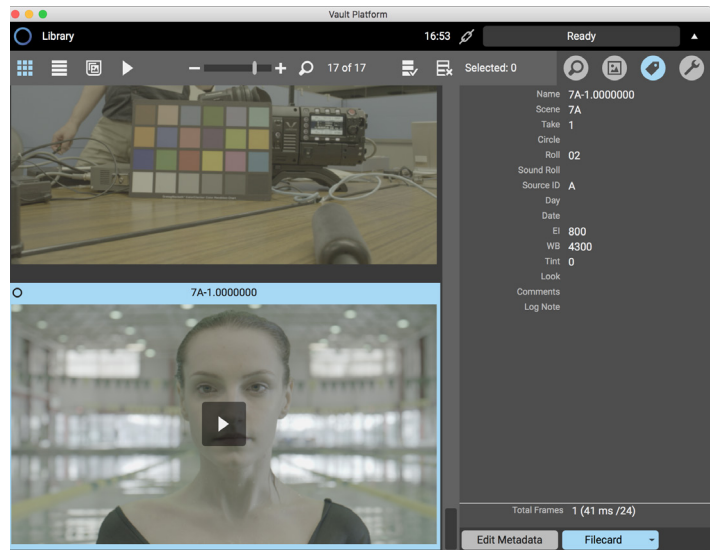 Vault Platform
Library
16:53
Ready
17 of 17
Selected: 0
Name 7A-1.0000000
Scene 7A
Take 1
Circle
Roll 02
Sound Roll
Source ID A
Day
Date
EI 800
WB 4300
Tint 0
Look
Comments
Log Note
7A-1.0000000
Total Frames 1 (41 ms /24)
Edit Metadata
Filecard